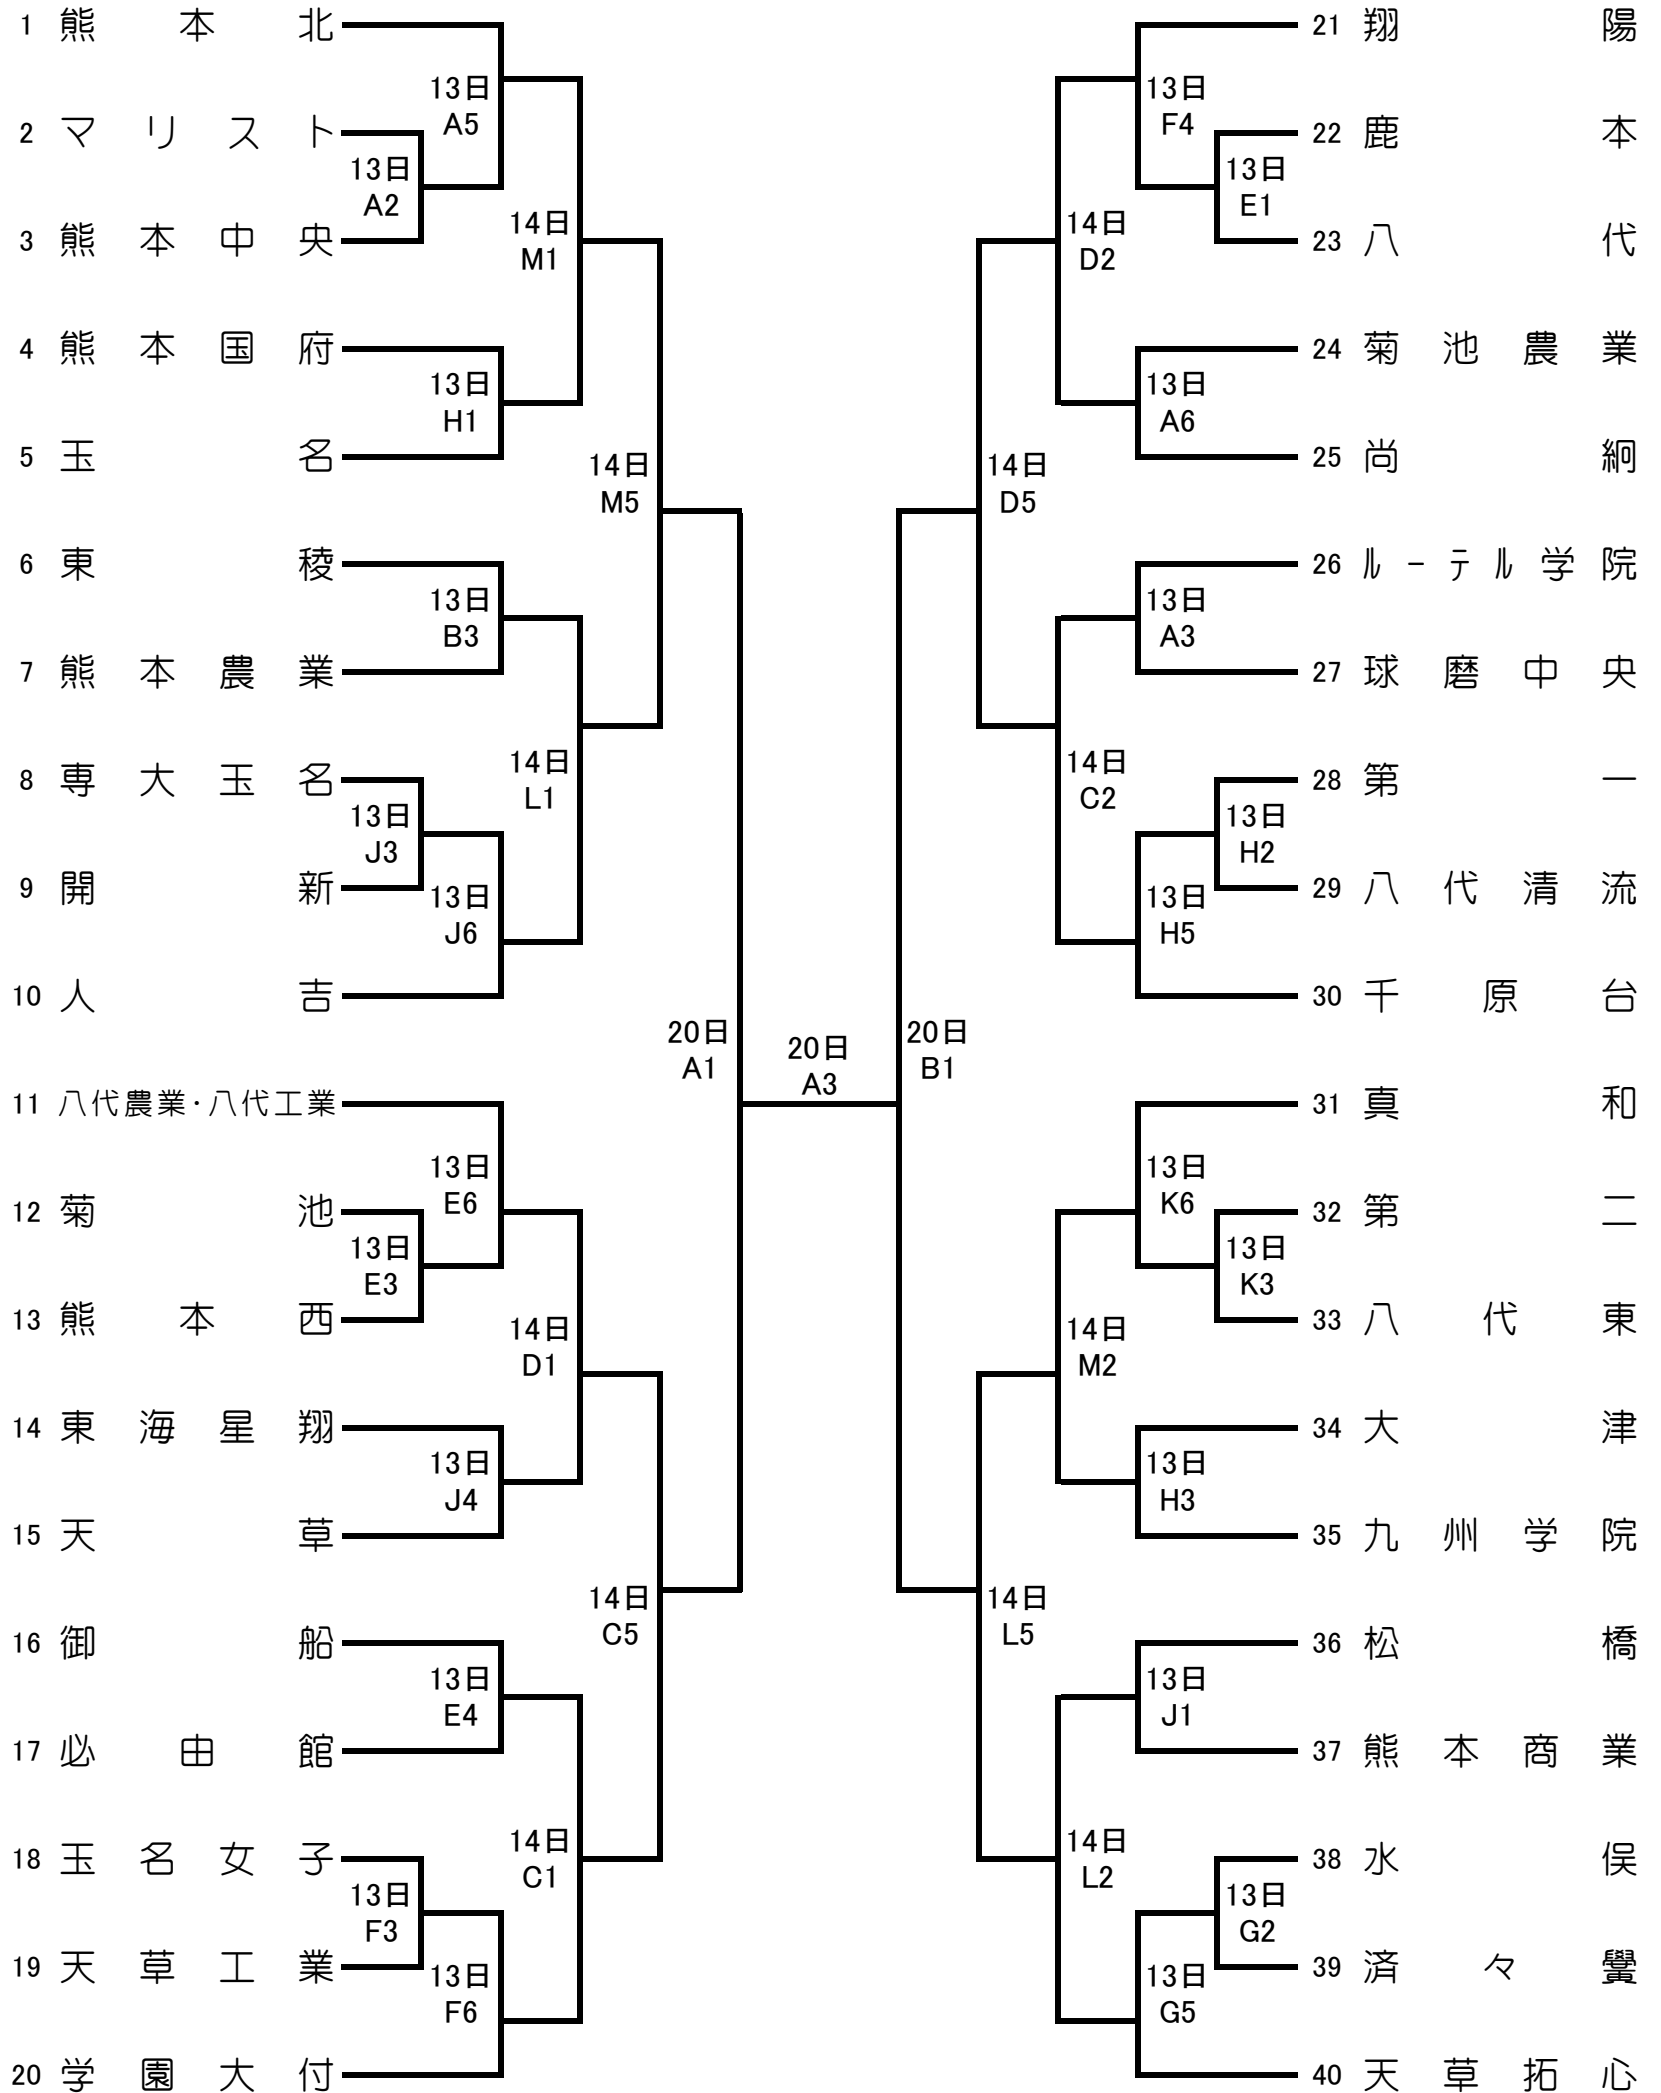 1 熊本北
13日
A5
2 マリスト
13日
A2
3 熊本中央
14日
M1
4 熊本国府
13日
H1
5 玉名
14日
M5
6 東稜
13日
B3
7 熊本農業
8 専大玉名
14日
L1
13日
J3
9 開新
13日
J6
10 人吉
20日
A1
11 八代農業・八代工業
13日
E6
12 菊池
13日
E3
13 熊本西
14日
D1
14 東海星翔
13日
J4
15 天草
14日
C5
16 御船
13日
E4
17 必由館
18 玉名女子
14日
C1
13日
F3
19 天草工業
13日
F6
20 学園大付
20日
A3
21 翔陽
13日
F4
22 鹿本
13日
E1
23 八代
14日
D2
24 菊池農業
13日
A6
25 尚絅
14日
D5
26 ﾙｰﾃﾙ学院
13日
A3
27 球磨中央
14日
C2
28 第一
13日
H2
29 八代清流
13日
H5
30 千原台
20日
B1
31 真和
13日
K6
32 第二
13日
K3
33 八代東
14日
M2
34 大津
13日
H3
35 九州学院
14日
L5
36 松橋
13日
J1
37 熊本商業
14日
L2
38 水俣
13日
G2
39 済々黌
13日
G5
40 天草拓心